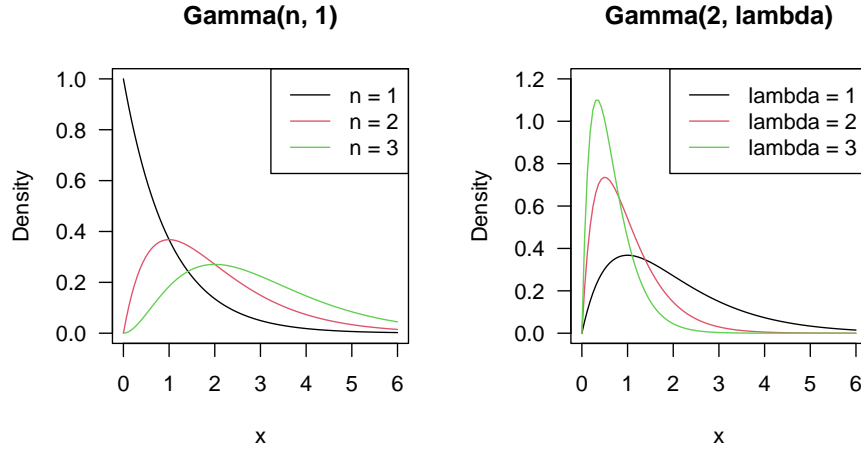 Gamma(n, 1)
Density
1.0
0.8
0.6
0.4
0.2
0.0
n = 1
n = 2
n = 3
0 1 2 3 4 5 6
x
Gamma(2, lambda)
Density
1.2
1.0
0.8
0.6
0.4
0.2
0.0
lambda = 1
lambda = 2
lambda = 3
0 1 2 3 4 5 6
x